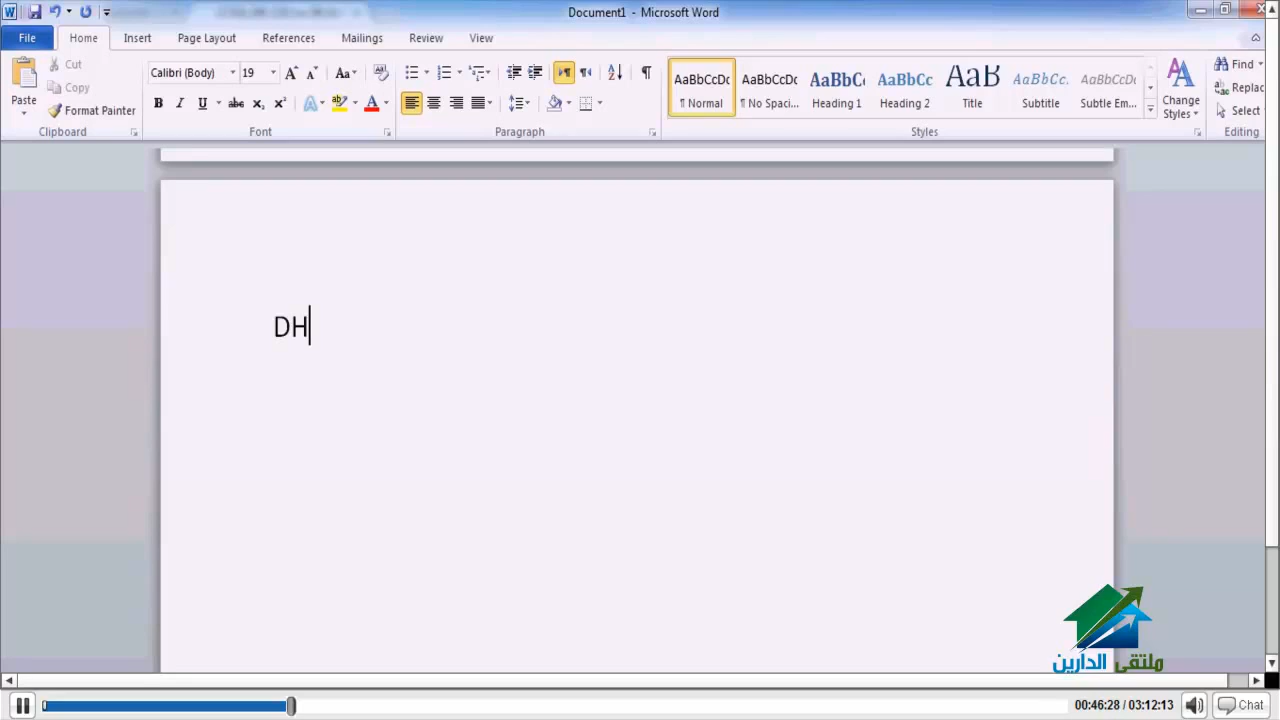 Document1 - Microsoft Word
File Home Insert Page Layout References Mailings Review View
Cut
Copy
Format Painter
Paste
Clipboard
Calibri (Body) 19
Font
Paragraph
AaBbCcDc AaBbCcDc AaBbC AaBbCc AaB AaBbCc. AaBbCcDc
¶ Normal ¶ No Spaci... Heading 1 Heading 2 Title Subtitle Subtle Em...
Change
Styles
Styles
Find
Replac
Select
Editing
DH
ملتقى الدارين
00:46:28 / 03:12:13 Chat